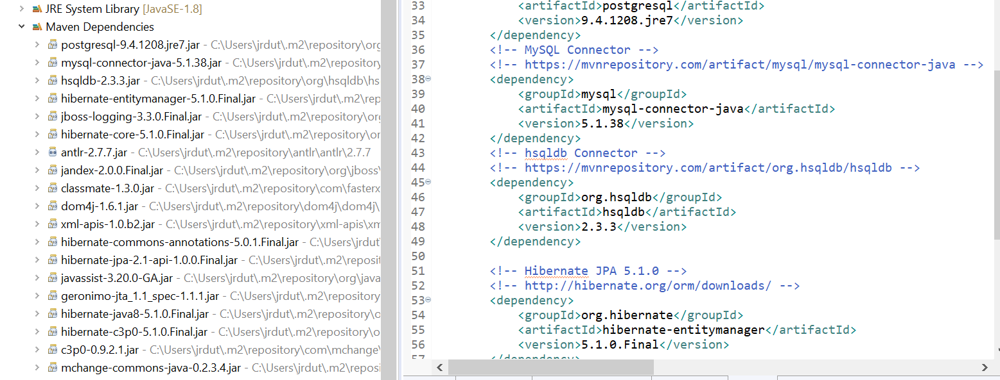 JRE System Library [JavaSE-1.8]
Maven Dependencies
postgresql-9.4.1208.jre7.jar - C:\Users\jrdut\.m2\repository\org
mysql-connector-java-5.1.38.jar - C:\Users\jrdut\.m2\repository
hsqldb-2.3.3.jar - C:\Users\jrdut\.m2\repository\org\hsqldb\hs
hibernate-entitymanager-5.1.0.Final.jar - C:\Users\jrdut\.m2\rep
jboss-logging-3.3.0.Final.jar - C:\Users\jrdut\.m2\repository\org
hibernate-core-5.1.0.Final.jar - C:\Users\jrdut\.m2\repository\or
antlr-2.7.7.jar - C:\Users\jrdut\.m2\repository\antlr\antlr\2.7.7
jandex-2.0.0.Final.jar - C:\Users\jrdut\.m2\repository\org\jboss\
classmate-1.3.0.jar - C:\Users\jrdut\.m2\repository\com\fasterx
dom4j-1.6.1.jar - C:\Users\jrdut\.m2\repository\dom4j\dom4j\
xml-apis-1.0.b2.jar - C:\Users\jrdut\.m2\repository\xml-apis\xm
hibernate-commons-annotations-5.0.1.Final.jar - C:\Users\jrdut\
hibernate-jpa-2.1-api-1.0.0.Final.jar - C:\Users\jrdut\.m2\reposit
javassist-3.20.0-GA.jar - C:\Users\jrdut\.m2\repository\org\java
geronimo-jta_1.1_spec-1.1.1.jar - C:\Users\jrdut\.m2\repository
hibernate-java8-5.1.0.Final.jar - C:\Users\jrdut\.m2\repository\o
hibernate-c3p0-5.1.0.Final.jar - C:\Users\jrdut\.m2\repository\o
c3p0-0.9.2.1.jar - C:\Users\jrdut\.m2\repository\com\mchange\
mchange-commons-java-0.2.3.4.jar - C:\Users\jrdut\.m2\reposi
33 <artifactId>postgresql</artifactId>
34 <version>9.4.1208.jre7</version>
35 </dependency>
36 <!-- MySQL Connector -->
37 <!-- https://mvnrepository.com/artifact/mysql/mysql-connector-java -->
38 <dependency>
39 <groupId>mysql</groupId>
40 <artifactId>mysql-connector-java</artifactId>
41 <version>5.1.38</version>
42 </dependency>
43 <!-- hsqldb Connector -->
44 <!-- https://mvnrepository.com/artifact/org.hsqldb/hsqldb -->
45 <dependency>
46 <groupId>org.hsqldb</groupId>
47 <artifactId>hsqldb</artifactId>
48 <version>2.3.3</version>
49 </dependency>
50
51 <!-- Hibernate JPA 5.1.0 -->
52 <!-- http://hibernate.org/orm/downloads/ -->
53 <dependency>
54 <groupId>org.hibernate</groupId>
55 <artifactId>hibernate-entitymanager</artifactId>
56 <version>5.1.0.Final</version>
57 </dependency>